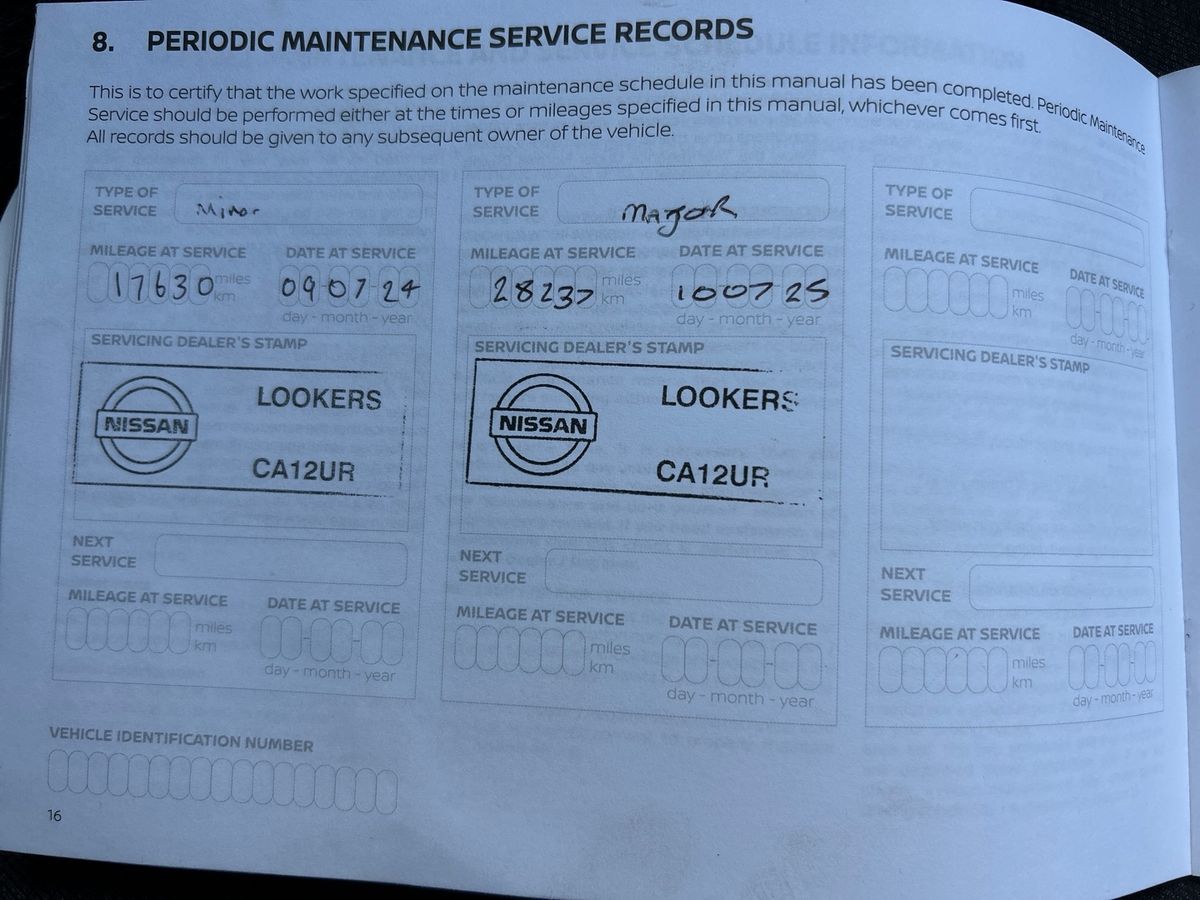 8. PERIODIC MAINTENANCE SERVICE RECORDS
This is to certify that the work specified on the maintenance schedule in this manual has been completed. Periodic Maintenance
Service should be performed either at the times or mileages specified in this manual, whichever comes first.
All records should be given to any subsequent owner of the vehicle.
TYPE OF
SERVICE Minor
MILEAGE AT SERVICE DATE AT SERVICE
17630 miles
km
09-07-24
day - month - year
SERVICING DEALER'S STAMP
NISSAN
LOOKERS
CA12UR
NEXT
SERVICE
MILEAGE AT SERVICE DATE AT SERVICE
miles
km
day - month - year
TYPE OF
SERVICE MAJOR
MILEAGE AT SERVICE DATE AT SERVICE
28237 miles
km
100725
day - month - year
SERVICING DEALER'S STAMP
NISSAN
LOOKERS
CA12UR
NEXT
SERVICE
MILEAGE AT SERVICE DATE AT SERVICE
miles
km
day - month - year
TYPE OF
SERVICE
MILEAGE AT SERVICE DATE AT SERVICE
miles
km
day - month - year
SERVICING DEALER'S STAMP
NEXT
SERVICE
MILEAGE AT SERVICE DATE AT SERVICE
miles
km
day - month - year
VEHICLE IDENTIFICATION NUMBER
16